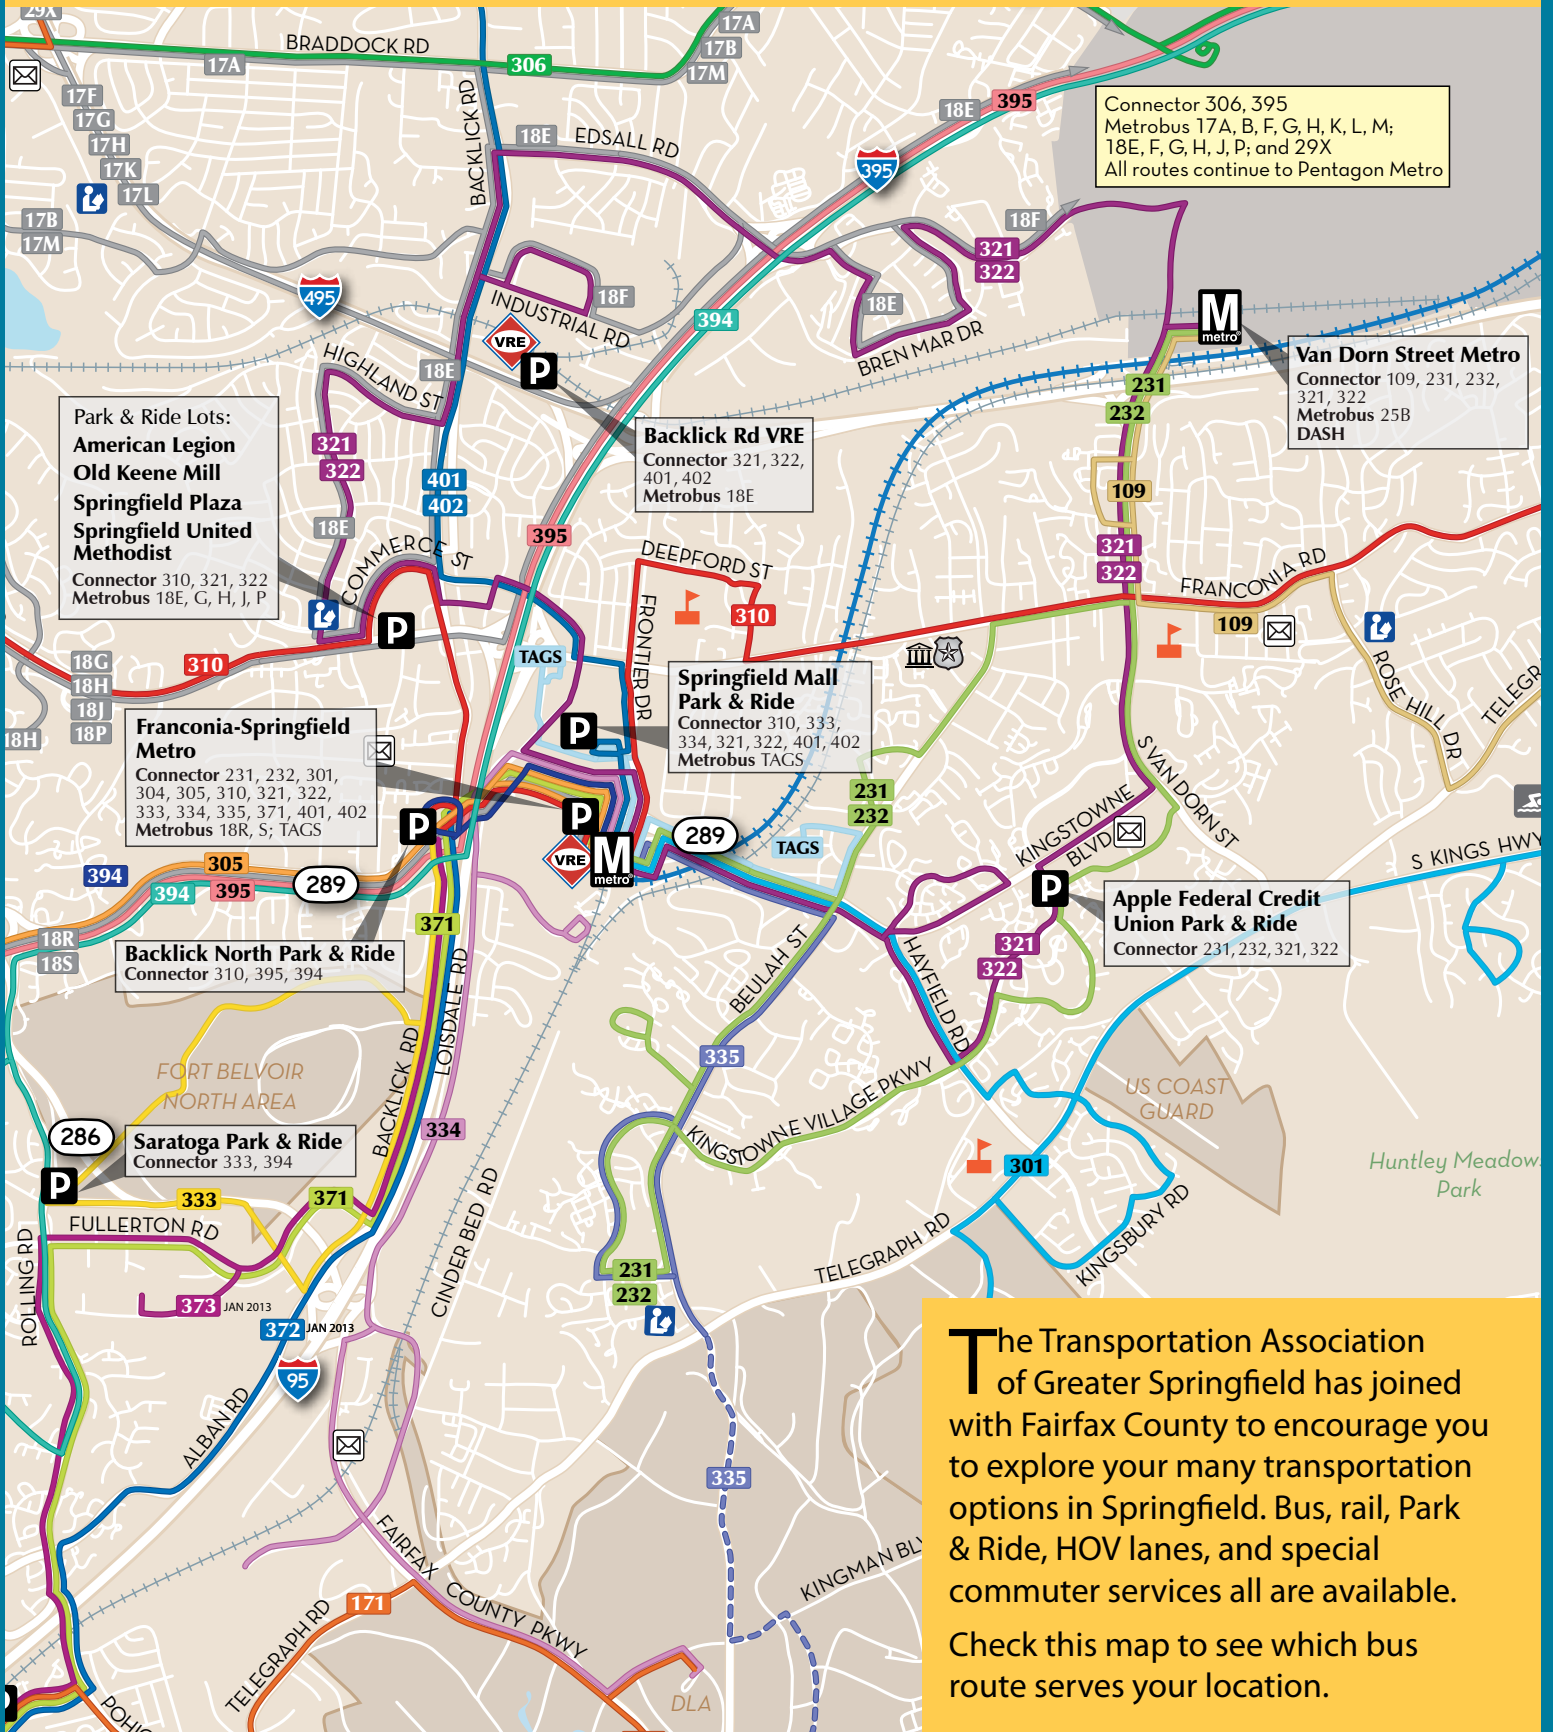 29X
BRADDOCK RD
17A
306
17A
17B
17M
17F
17G
17H
17K
17L
17B
17M
BACKLICK RD
18E
EDSALL RD
18E
395
395
Connector 306, 395
Metrobus 17A, B, F, G, H, K, L, M;
18E, F, G, H, J, P; and 29X
All routes continue to Pentagon Metro
18F
321
322
495
18F
INDUSTRIAL RD
VRE
P
394
18E
BREN MAR DR
M
metro
Van Dorn Street Metro
Connector 109, 231, 232,
321, 322
Metrobus 25B
DASH
231
232
HIGHLAND ST
18E
Park & Ride Lots:
American Legion
Old Keene Mill
Springfield Plaza
Springfield United
Methodist
Connector 310, 321, 322
Metrobus 18E, G, H, J, P
321
322
18E
401
402
Backlick Rd VRE
Connector 321, 322,
401, 402
Metrobus 18E
109
395
COMMERCE ST
DEEPFORD ST
321
322
FRANCONIA RD
P
FRONTIER DR
310
109
310
18G
18H
18J
18P
18H
TAGS
ROSE HILL DR
TELEGR
Springfield Mall
Park & Ride
Connector 310, 333,
334, 321, 322, 401, 402
Metrobus TAGS
P
Franconia-Springfield
Metro
Connector 231, 232, 301,
304, 305, 310, 321, 322,
333, 334, 335, 371, 401, 402
Metrobus 18R, S; TAGS
S VAN DORN ST
231
232
P
P
289
TAGS
KINGSTOWNE
BLVD
S KINGS HWY
VRE
M
metro
394
305
394
395
289
P
Apple Federal Credit
Union Park & Ride
Connector 231, 232, 321, 322
371
18R
18S
Backlick North Park & Ride
Connector 310, 395, 394
321
322
BEULAH ST
HAYFIELD RD
LOISDALE RD
BACKLICK RD
335
FORT BELVOIR
NORTH AREA
KINGSTOWNE VILLAGE PKWY
US COAST
GUARD
286
Saratoga Park & Ride
Connector 333, 394
334
P
333
371
FULLERTON RD
ROLLING RD
301
Huntley Meadow
Park
CINDER BED RD
KINGSBURY RD
TELEGRAPH RD
231
232
373 JAN 2013
372 JAN 2013
95
ALBAN RD
335
The Transportation Association
of Greater Springfield has joined
with Fairfax County to encourage you
to explore your many transportation
options in Springfield. Bus, rail, Park
& Ride, HOV lanes, and special
commuter services all are available.
Check this map to see which bus
route serves your location.
FAIRFAX COUNTY PKWY
KINGMAN BLV
171
TELEGRAPH RD
DLA
POHIC